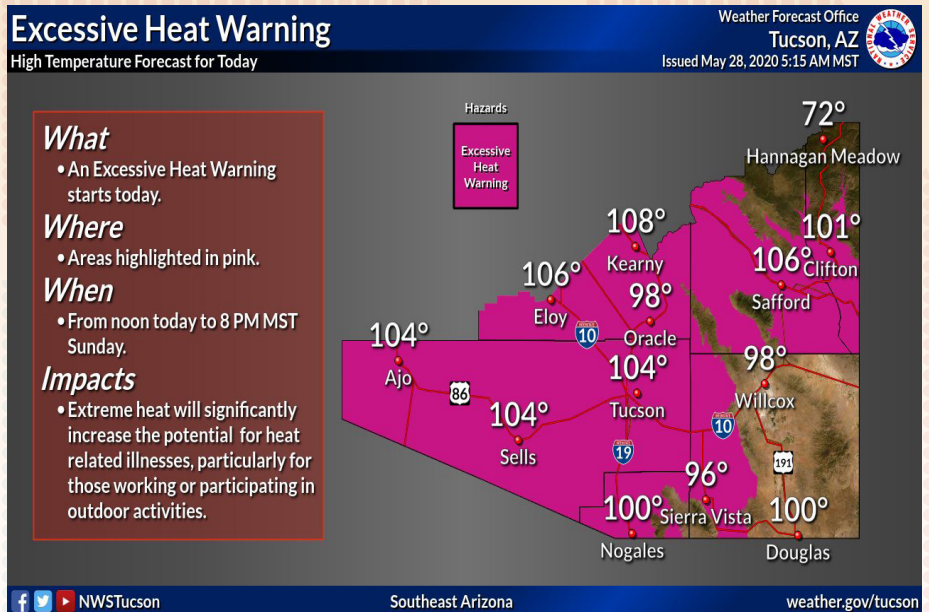 Excessive Heat Warning
High Temperature Forecast for Today
Weather Forecast Office
Tucson, AZ
Issued May 28, 2020 5:15 AM MST
NATIONAL WEATHER SERVICE
What
• An Excessive Heat Warning
starts today.
Where
• Areas highlighted in pink.
When
• From noon today to 8 PM MST
Sunday.
Impacts
• Extreme heat will significantly
increase the potential for heat
related illnesses, particularly for
those working or participating in
outdoor activities.
Hazards
Excessive
Heat
Warning
72°
Hannagan Meadow
108°
Kearny
101°
Clifton
106°
Safford
106°
Eloy
98°
Oracle
10
104°
Ajo
86
104°
Tucson
98°
Willcox
104°
Sells
10
19
191
96°
Sierra Vista
100°
Nogales
100°
Douglas
NWSTucson
Southeast Arizona
weather.gov/tucson